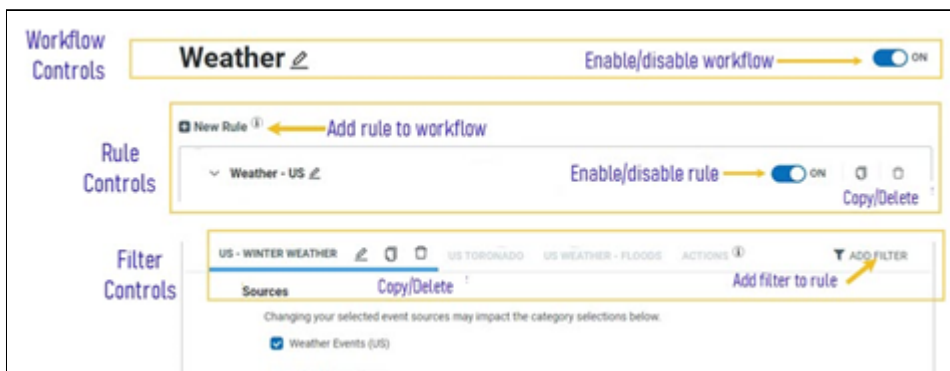 Workflow Controls
Weather
Enable/disable workflow
ON
New Rule
Add rule to workflow
Rule Controls
Weather - US
Enable/disable rule
ON
Copy/Delete
Filter Controls
US - WINTER WEATHER
US TORONADO
US WEATHER - FLOODS
ACTIONS
ADD FILTER
Copy/Delete
Add filter to rule
Sources
Changing your selected event sources may impact the category selections below.
Weather Events (US)